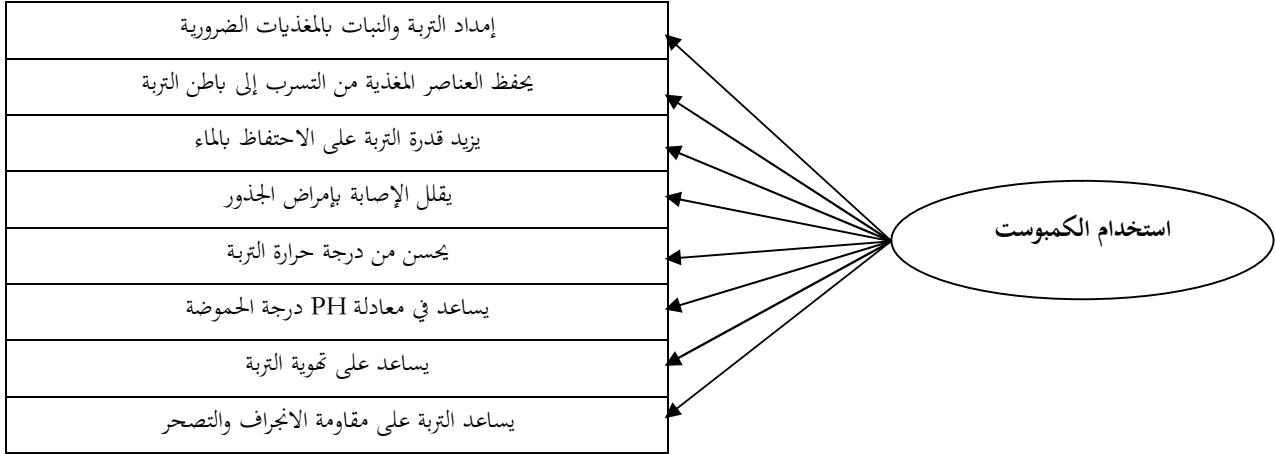 استخدام الكمبوست
إمداد التربة والنبات بالمغذيات الضرورية
يحفظ العناصر المغذية من التسرب إلى باطن التربة
يزيد قدرة التربة على الاحتفاظ بالماء
يقلل الإصابة بإمراض الجذور
يحسن من درجة حرارة التربة
يساعد في معادلة PH درجة الحموضة
يساعد على تهوية التربة
يساعد التربة على مقاومة الانجراف والتصحر